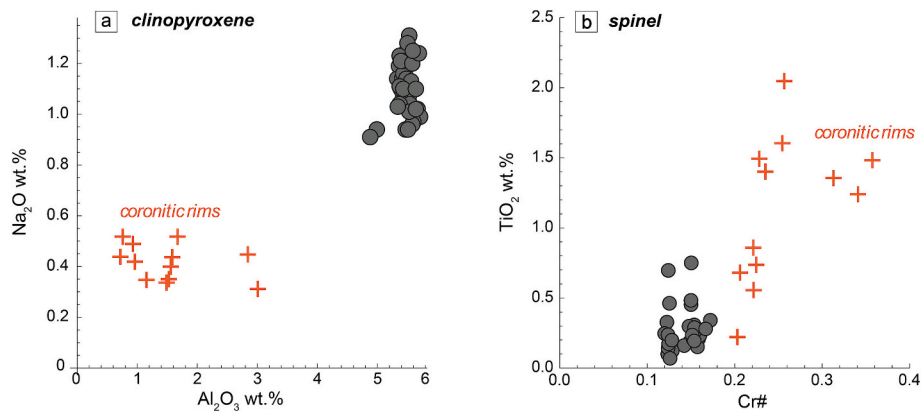 a clinopyroxene
Na₂O wt.%
1.2
1.0
0.8
0.6
0.4
0.2
0
coronitic rims
0 1 2 3 4 5 6
Al₂O₃ wt.%
b spinel
TiO₂ wt.%
2.5
2.0
1.5
1.0
0.5
0.0
coronitic rims
0.0 0.1 0.2 0.3 0.4
Cr#